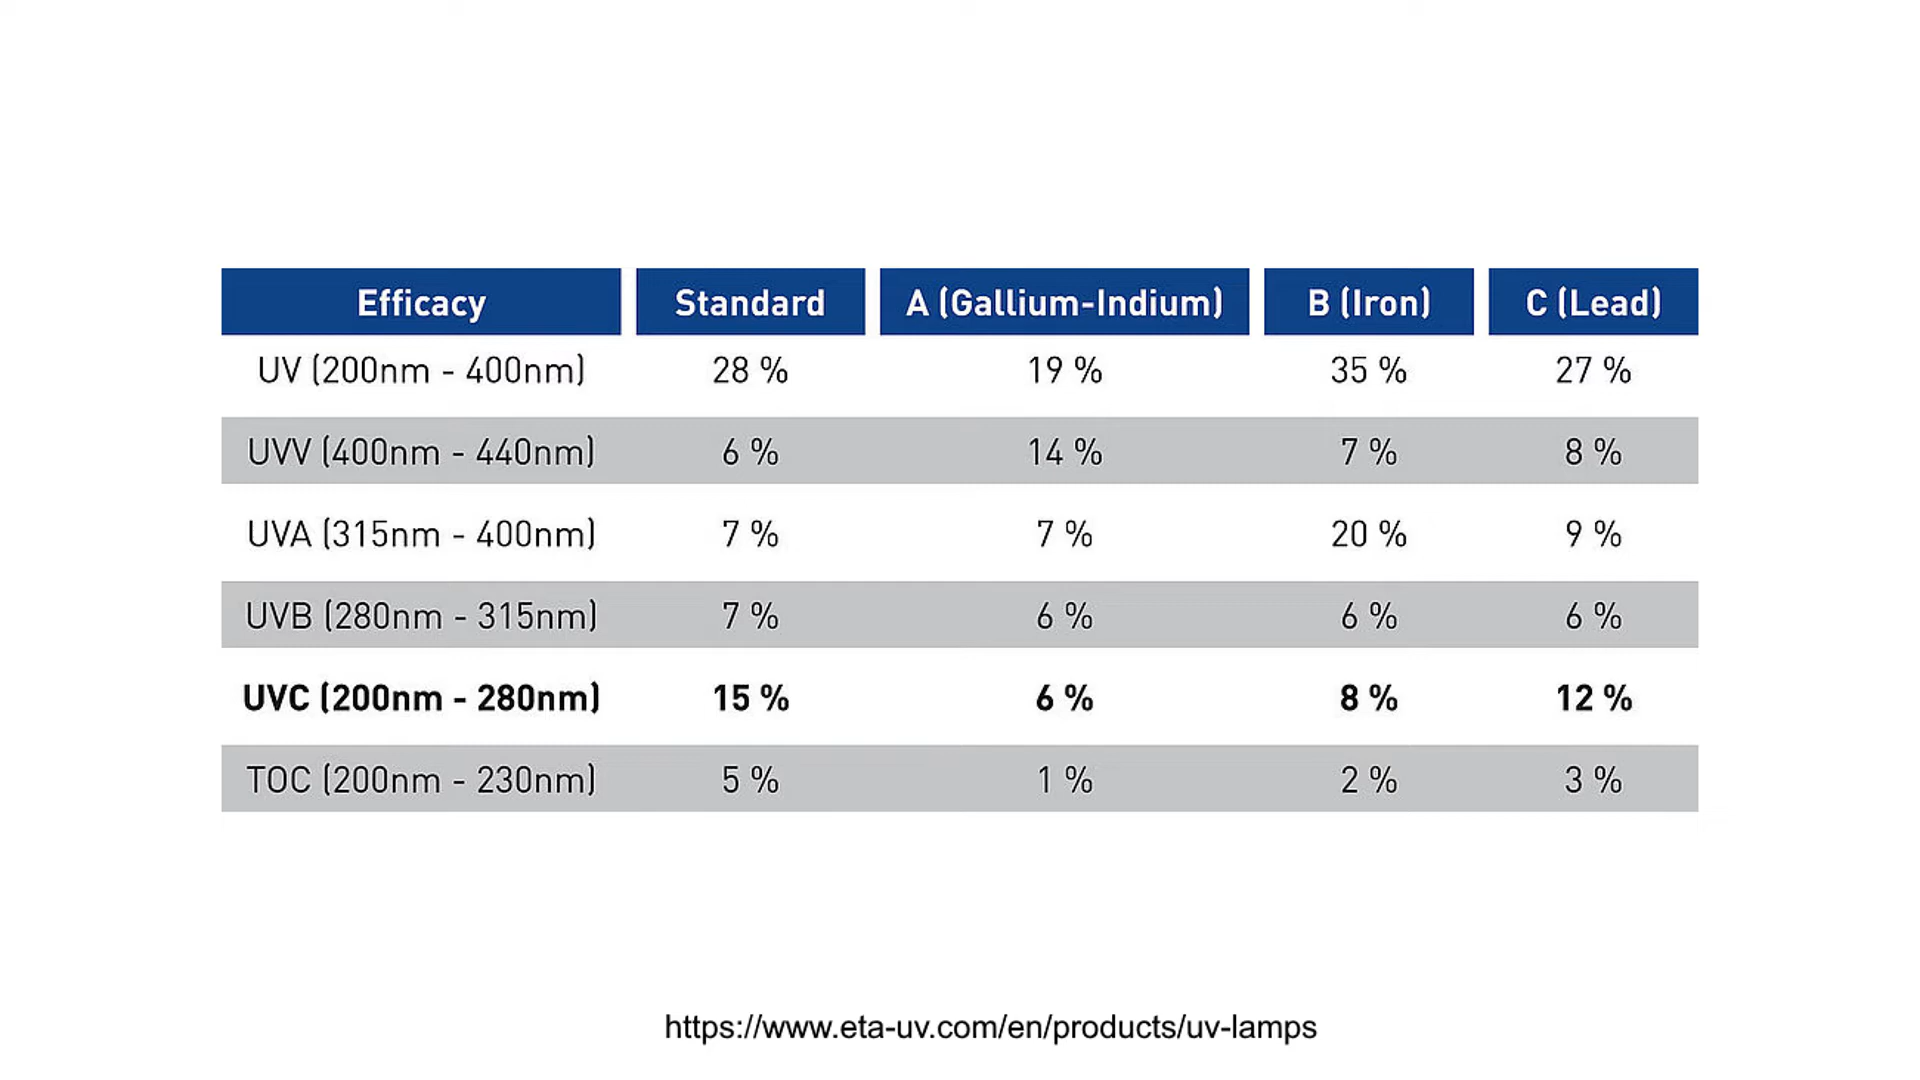 Efficacy Standard A (Gallium-Indium) B (Iron) C (Lead)
UV (200nm - 400nm) 28 % 19 % 35 % 27 %
UVV (400nm - 440nm) 6 % 14 % 7 % 8 %
UVA (315nm - 400nm) 7 % 7 % 20 % 9 %
UVB (280nm - 315nm) 7 % 6 % 6 % 6 %
UVC (200nm - 280nm) 15 % 6 % 8 % 12 %
TOC (200nm - 230nm) 5 % 1 % 2 % 3 %
https://www.eta-uv.com/en/products/uv-lamps